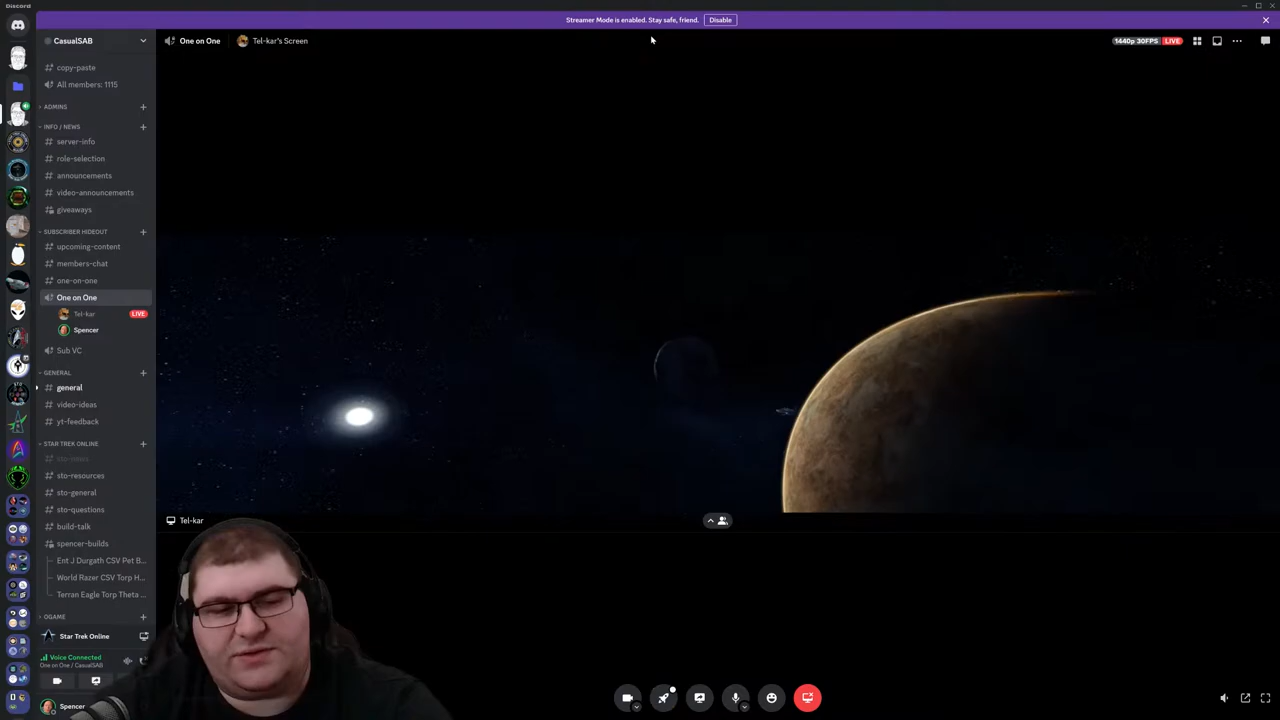 Discord
Streamer Mode is enabled. Stay safe, friend. Disable
CasualSAB
One on One
Tel-kar's Screen
1440p 30FPS LIVE
# copy-paste
All members: 1115
ADMINS
INFO / NEWS
# server-info
# role-selection
announcements
# video-announcements
giveaways
SUBSCRIBER HIDEOUT
# upcoming-content
# members-chat
# one-on-one
One on One
Tel-kar LIVE
Spencer
Sub VC
GENERAL
# general
# video-ideas
# yt-feedback
STAR TREK ONLINE
# sto-news
# sto-resources
# sto-general
# sto-questions
# build-talk
spencer-builds
Ent J Durgath CSV Pet B...
World Razer CSV Torp H...
Terran Eagle Torp Theta ...
OGAME
Star Trek Online
Voice Connected
One on One / CasualSAB
Spencer
Tel-kar